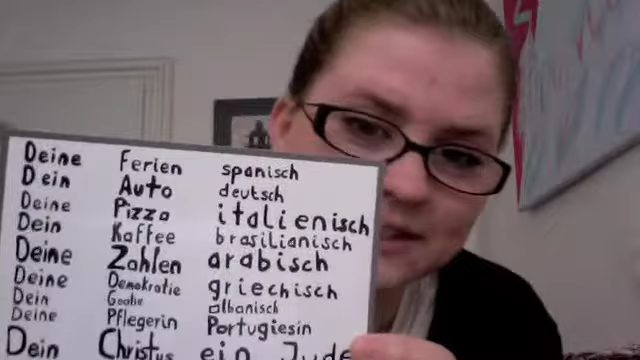 Deine Ferien spanisch
Dein Auto deutsch
Deine Pizza italienisch
Dein Kaffee brasilianisch
Deine Zahlen arabisch
Deine Demokratie griechisch
Dein albanisch
Deine Pflegerin Portugiesin
Dein Christus ein Jude